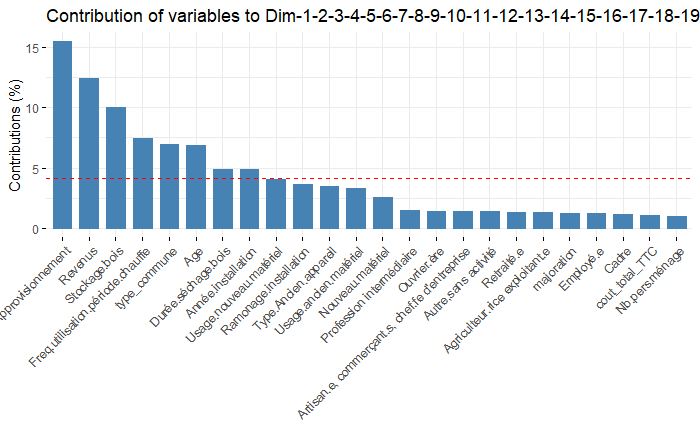 Contribution of variables to Dim-1-2-3-4-5-6-7-8-9-10-11-12-13-14-15-16-17-18-19
Contributions (%)
15
10
5
0
pprovisionnement
Revenus
Stockage.bois
Freq.utilisation.période.chauffe
type_commune
Age
Durée.séchage.bois
Année.Installation
Usage.nouveau.matériel
Ramonage.Installation
Type.Ancien.appareil
Usage.ancien.matériel
Nouveau.matériel
Profession Intermédiaire
Ouvrier.ère
Artisan.e, commerçant.s, chef.fe d'entreprise
Autre,sans activité
Retraité.e
Agriculteur.rice exploitant.e
majoration
Employé.e
Cadre
cout_total_TTC
Nb.pers.ménage